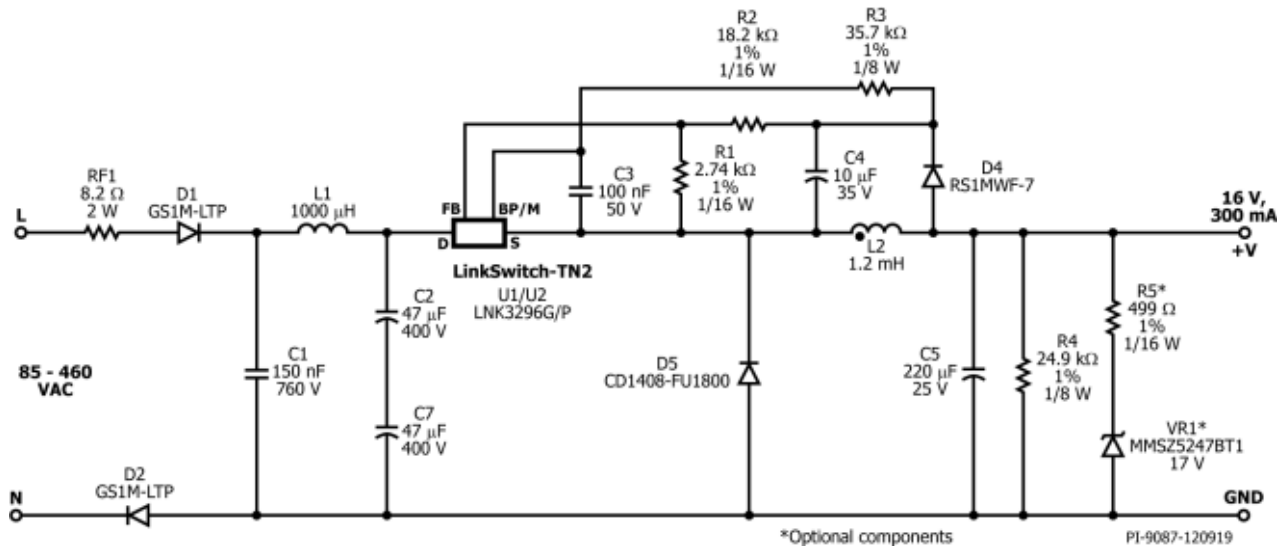 R2
18.2 kΩ
1%
1/16 W
R3
35.7 kΩ
1%
1/8 W
RF1
8.2 Ω
2 W
D1
GS1M-LTP
L1
1000 µH
FB
BP/M
D
S
LinkSwitch-TN2
U1/U2
LNK3296G/P
C3
100 nF
50 V
R1
2.74 kΩ
1%
1/16 W
C4
10 µF
35 V
D4
RS1MWF-7
L
L2
1.2 mH
16 V,
300 mA
+V
C2
47 µF
400 V
C7
47 µF
400 V
85 - 460
VAC
C1
150 nF
760 V
D5
CD1408-FU1800
C5
220 µF
25 V
R4
24.9 kΩ
1%
1/8 W
R5*
499 Ω
1%
1/16 W
VR1*
MMSZ5247BT1
17 V
D2
GS1M-LTP
N
GND
*Optional components
PI-9087-120919